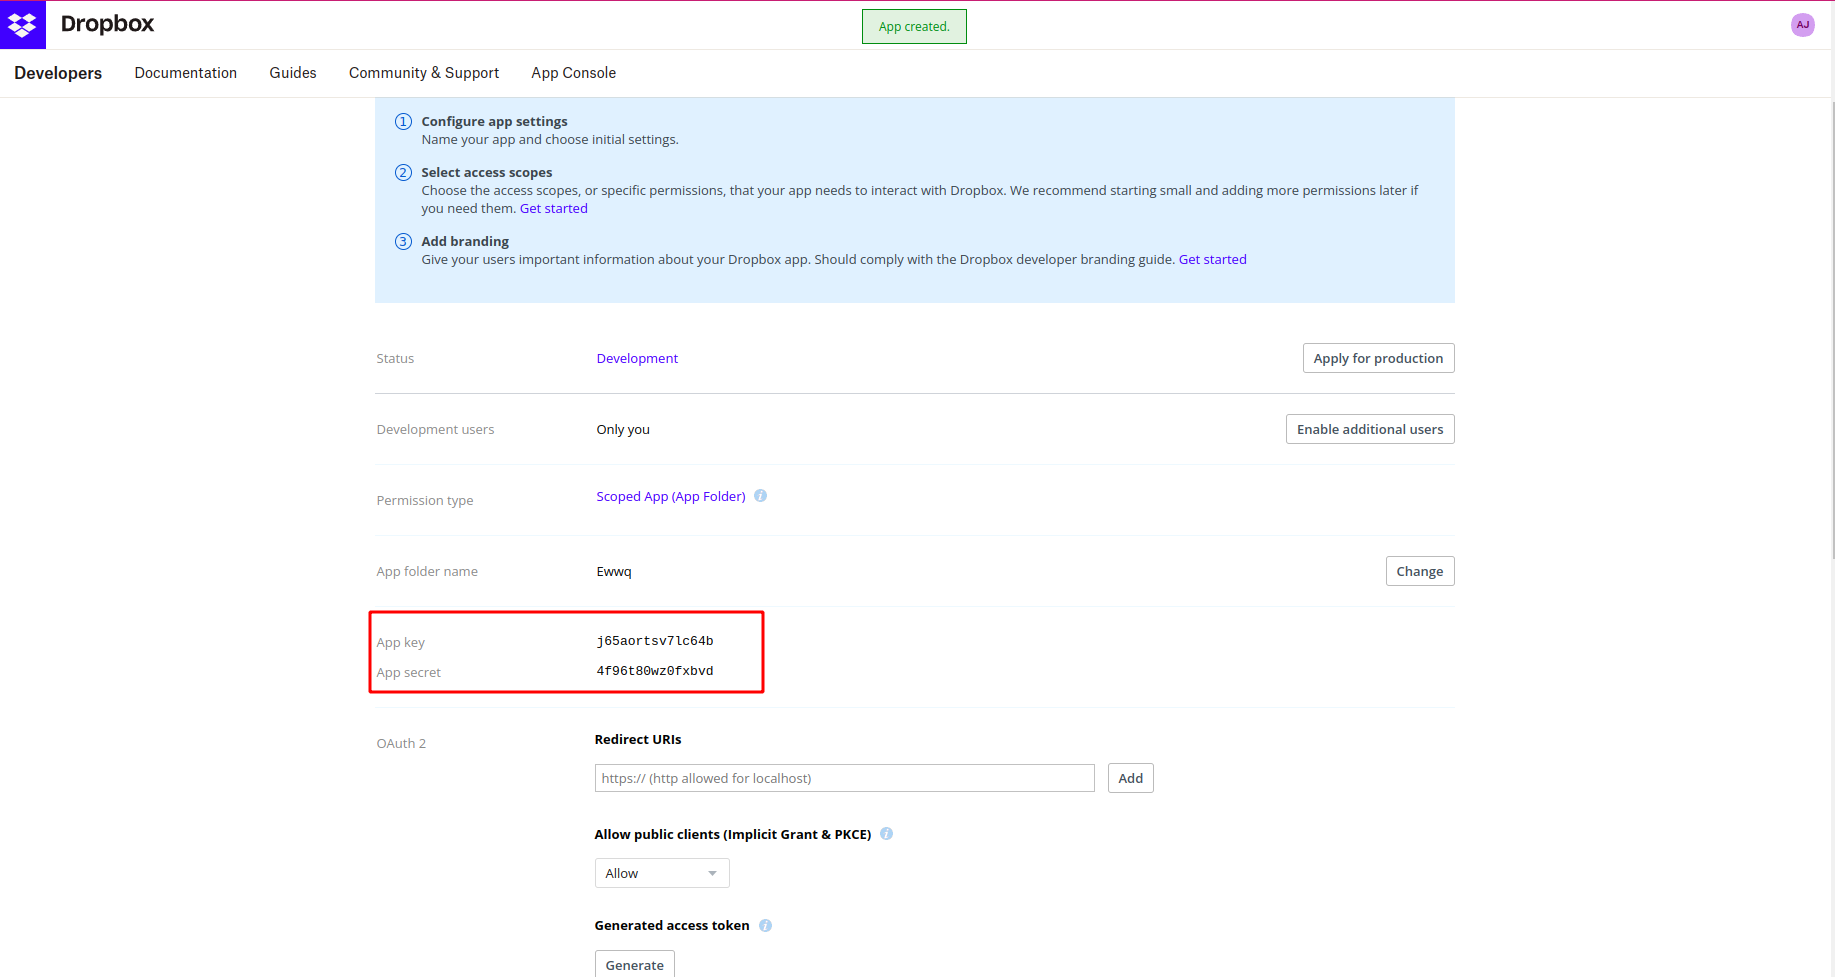 Dropbox
App created.
AJ
Developers
Documentation
Guides
Community & Support
App Console
1 Configure app settings
Name your app and choose initial settings.
2 Select access scopes
Choose the access scopes, or specific permissions, that your app needs to interact with Dropbox. We recommend starting small and adding more permissions later if
you need them. Get started
3 Add branding
Give your users important information about your Dropbox app. Should comply with the Dropbox developer branding guide. Get started
Status
Development
Apply for production
Development users
Only you
Enable additional users
Permission type
Scoped App (App Folder) i
App folder name
Ewwq
Change
App key
j65aortsv7lc64b
App secret
4f96t80wz0fxbvd
OAuth 2
Redirect URIs
https:// (http allowed for localhost)
Add
Allow public clients (Implicit Grant & PKCE) i
Allow
Generated access token i
Generate